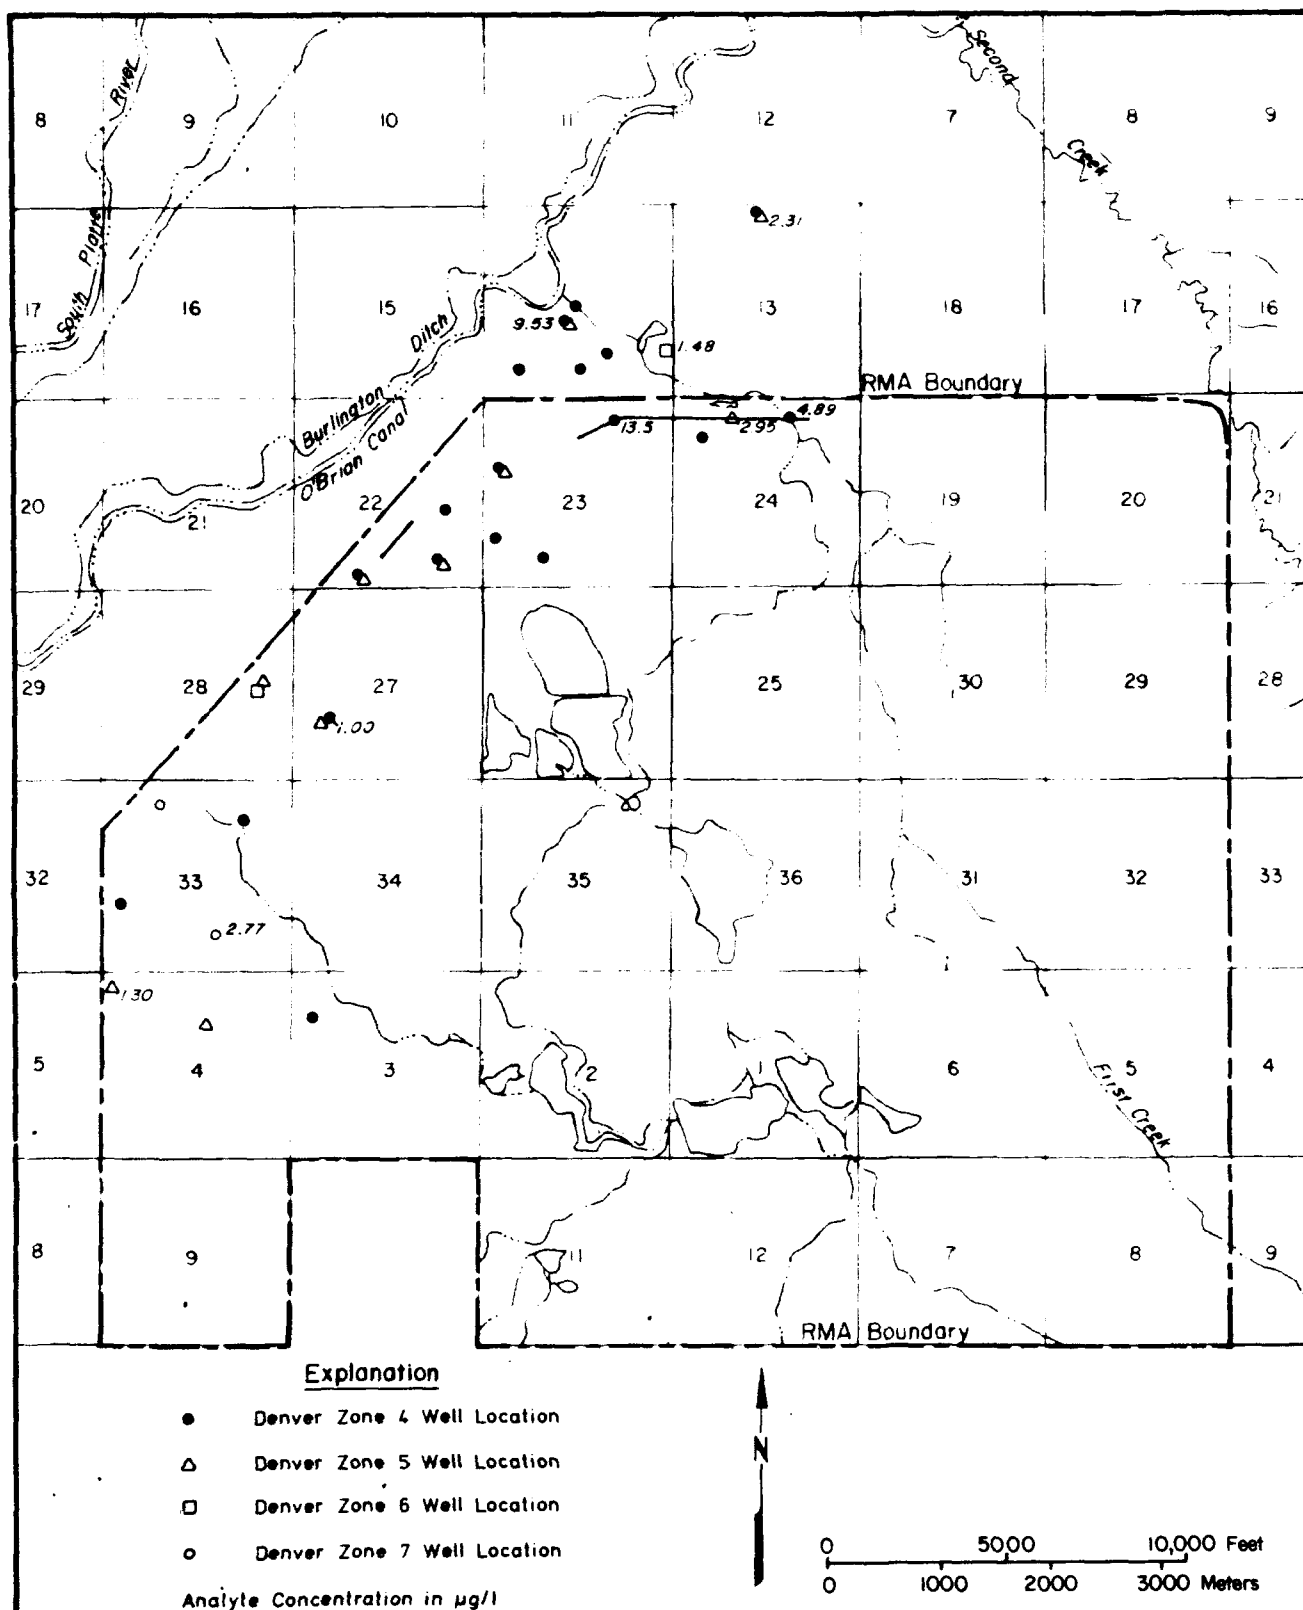 Second
Creek
River
South Platte
8 9 10 11 12 7 8 9
2.31
17 16 15 13 18 17 16
9.53
1.48
Ditch
Burlington
O'Brian Canal
RMA Boundary
4.89
13.5
2.95
20 21 22 23 24 19 20 21
29 28 27 25 30 29 28
1.00
32 33 34 35 36 31 32 33
2.77
1.30
5 4 3 2 1 6 5 4
First Creek
8 9 11 12 7 8 9
RMA Boundary
Explanation
● Denver Zone 4 Well Location
△ Denver Zone 5 Well Location
□ Denver Zone 6 Well Location
○ Denver Zone 7 Well Location
Analyte Concentration in µg/l
N
0 5000 10,000 Feet
0 1000 2000 3000 Meters